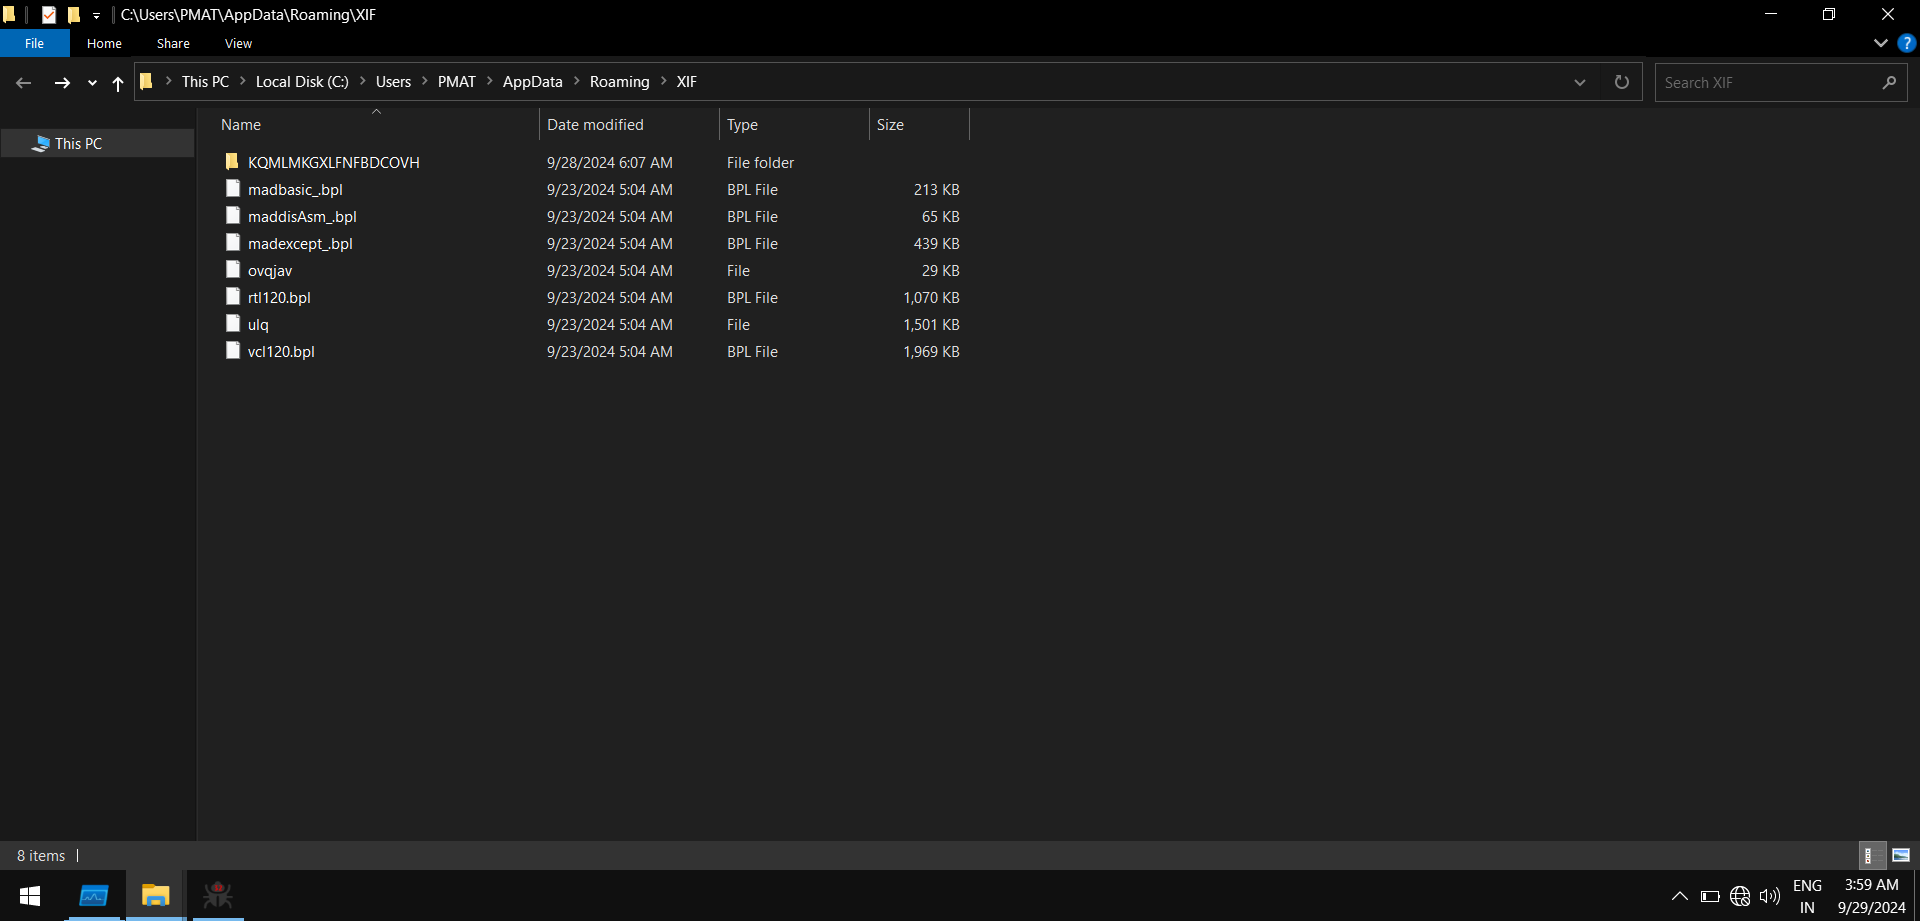 C:\Users\PMAT\AppData\Roaming\XIF
File Home Share View ?
This PC Local Disk (C:) Users PMAT AppData Roaming XIF Search XIF
Name Date modified Type Size
This PC
KQMLMKGXLFNFBDCOVH 9/28/2024 6:07 AM File folder
madbasic_.bpl 9/23/2024 5:04 AM BPL File 213 KB
maddisAsm_.bpl 9/23/2024 5:04 AM BPL File 65 KB
madexcept_.bpl 9/23/2024 5:04 AM BPL File 439 KB
ovqjav 9/23/2024 5:04 AM File 29 KB
rtl120.bpl 9/23/2024 5:04 AM BPL File 1,070 KB
ulq 9/23/2024 5:04 AM File 1,501 KB
vcl120.bpl 9/23/2024 5:04 AM BPL File 1,969 KB
8 items
ENG 3:59 AM
IN 9/29/2024